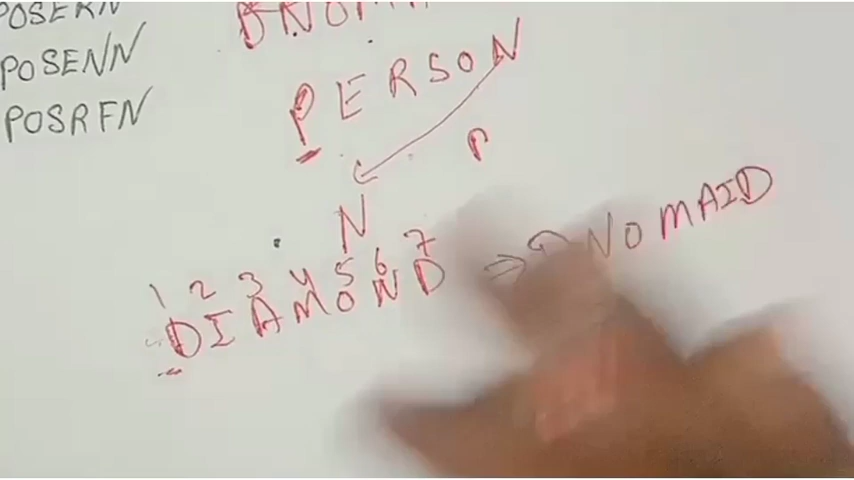 POSENN
POSRFN
PERSON
P
N
1 2 3 4 5 6 7
DIAMOND ⇒ NOMAID